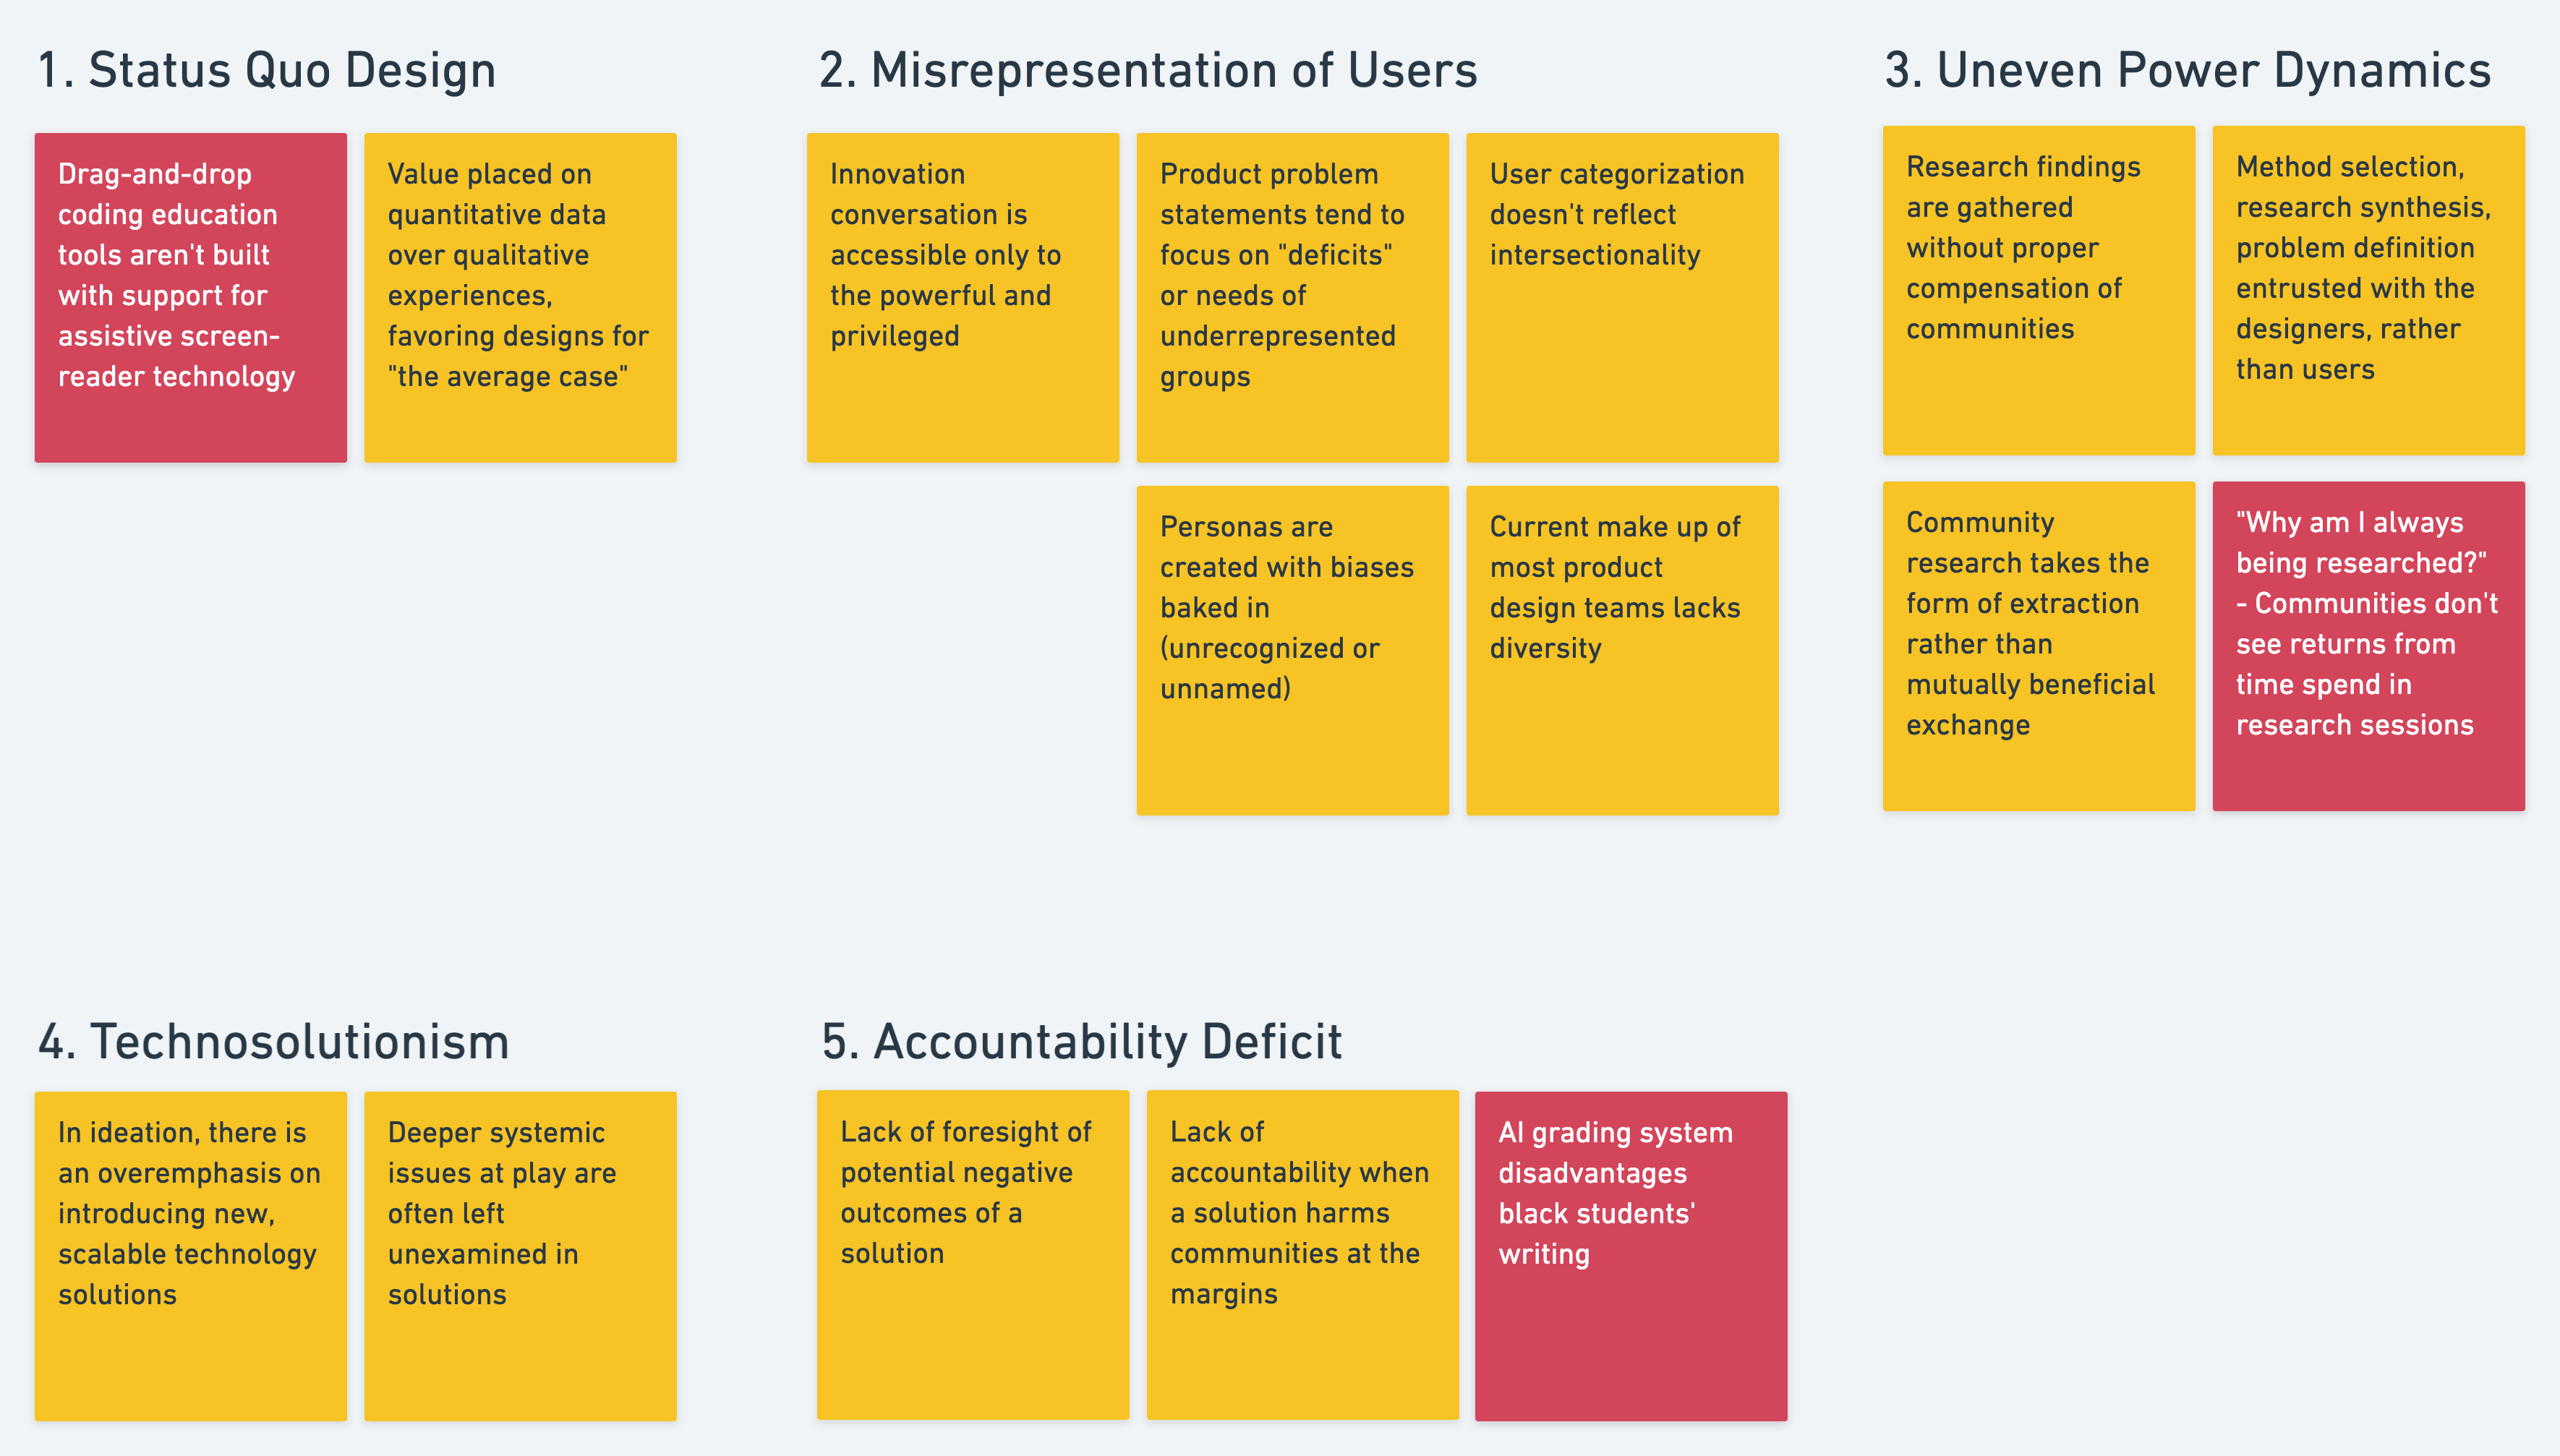 1. Status Quo Design
Drag-and-drop
coding education
tools aren't built
with support for
assistive screen-
reader technology
Value placed on
quantitative data
over qualitative
experiences,
favoring designs for
"the average case"
2. Misrepresentation of Users
Innovation
conversation is
accessible only to
the powerful and
privileged
Product problem
statements tend to
focus on "deficits"
or needs of
underrepresented
groups
User categorization
doesn't reflect
intersectionality
Personas are
created with biases
baked in
(unrecognized or
unnamed)
Current make up of
most product
design teams lacks
diversity
3. Uneven Power Dynamics
Research findings
are gathered
without proper
compensation of
communities
Method selection,
research synthesis,
problem definition
entrusted with the
designers, rather
than users
Community
research takes the
form of extraction
rather than
mutually beneficial
exchange
"Why am I always
being researched?"
- Communities don't
see returns from
time spend in
research sessions
4. Technosolutionism
In ideation, there is
an overemphasis on
introducing new,
scalable technology
solutions
Deeper systemic
issues at play are
often left
unexamined in
solutions
5. Accountability Deficit
Lack of foresight of
potential negative
outcomes of a
solution
Lack of
accountability when
a solution harms
communities at the
margins
AI grading system
disadvantages
black students'
writing